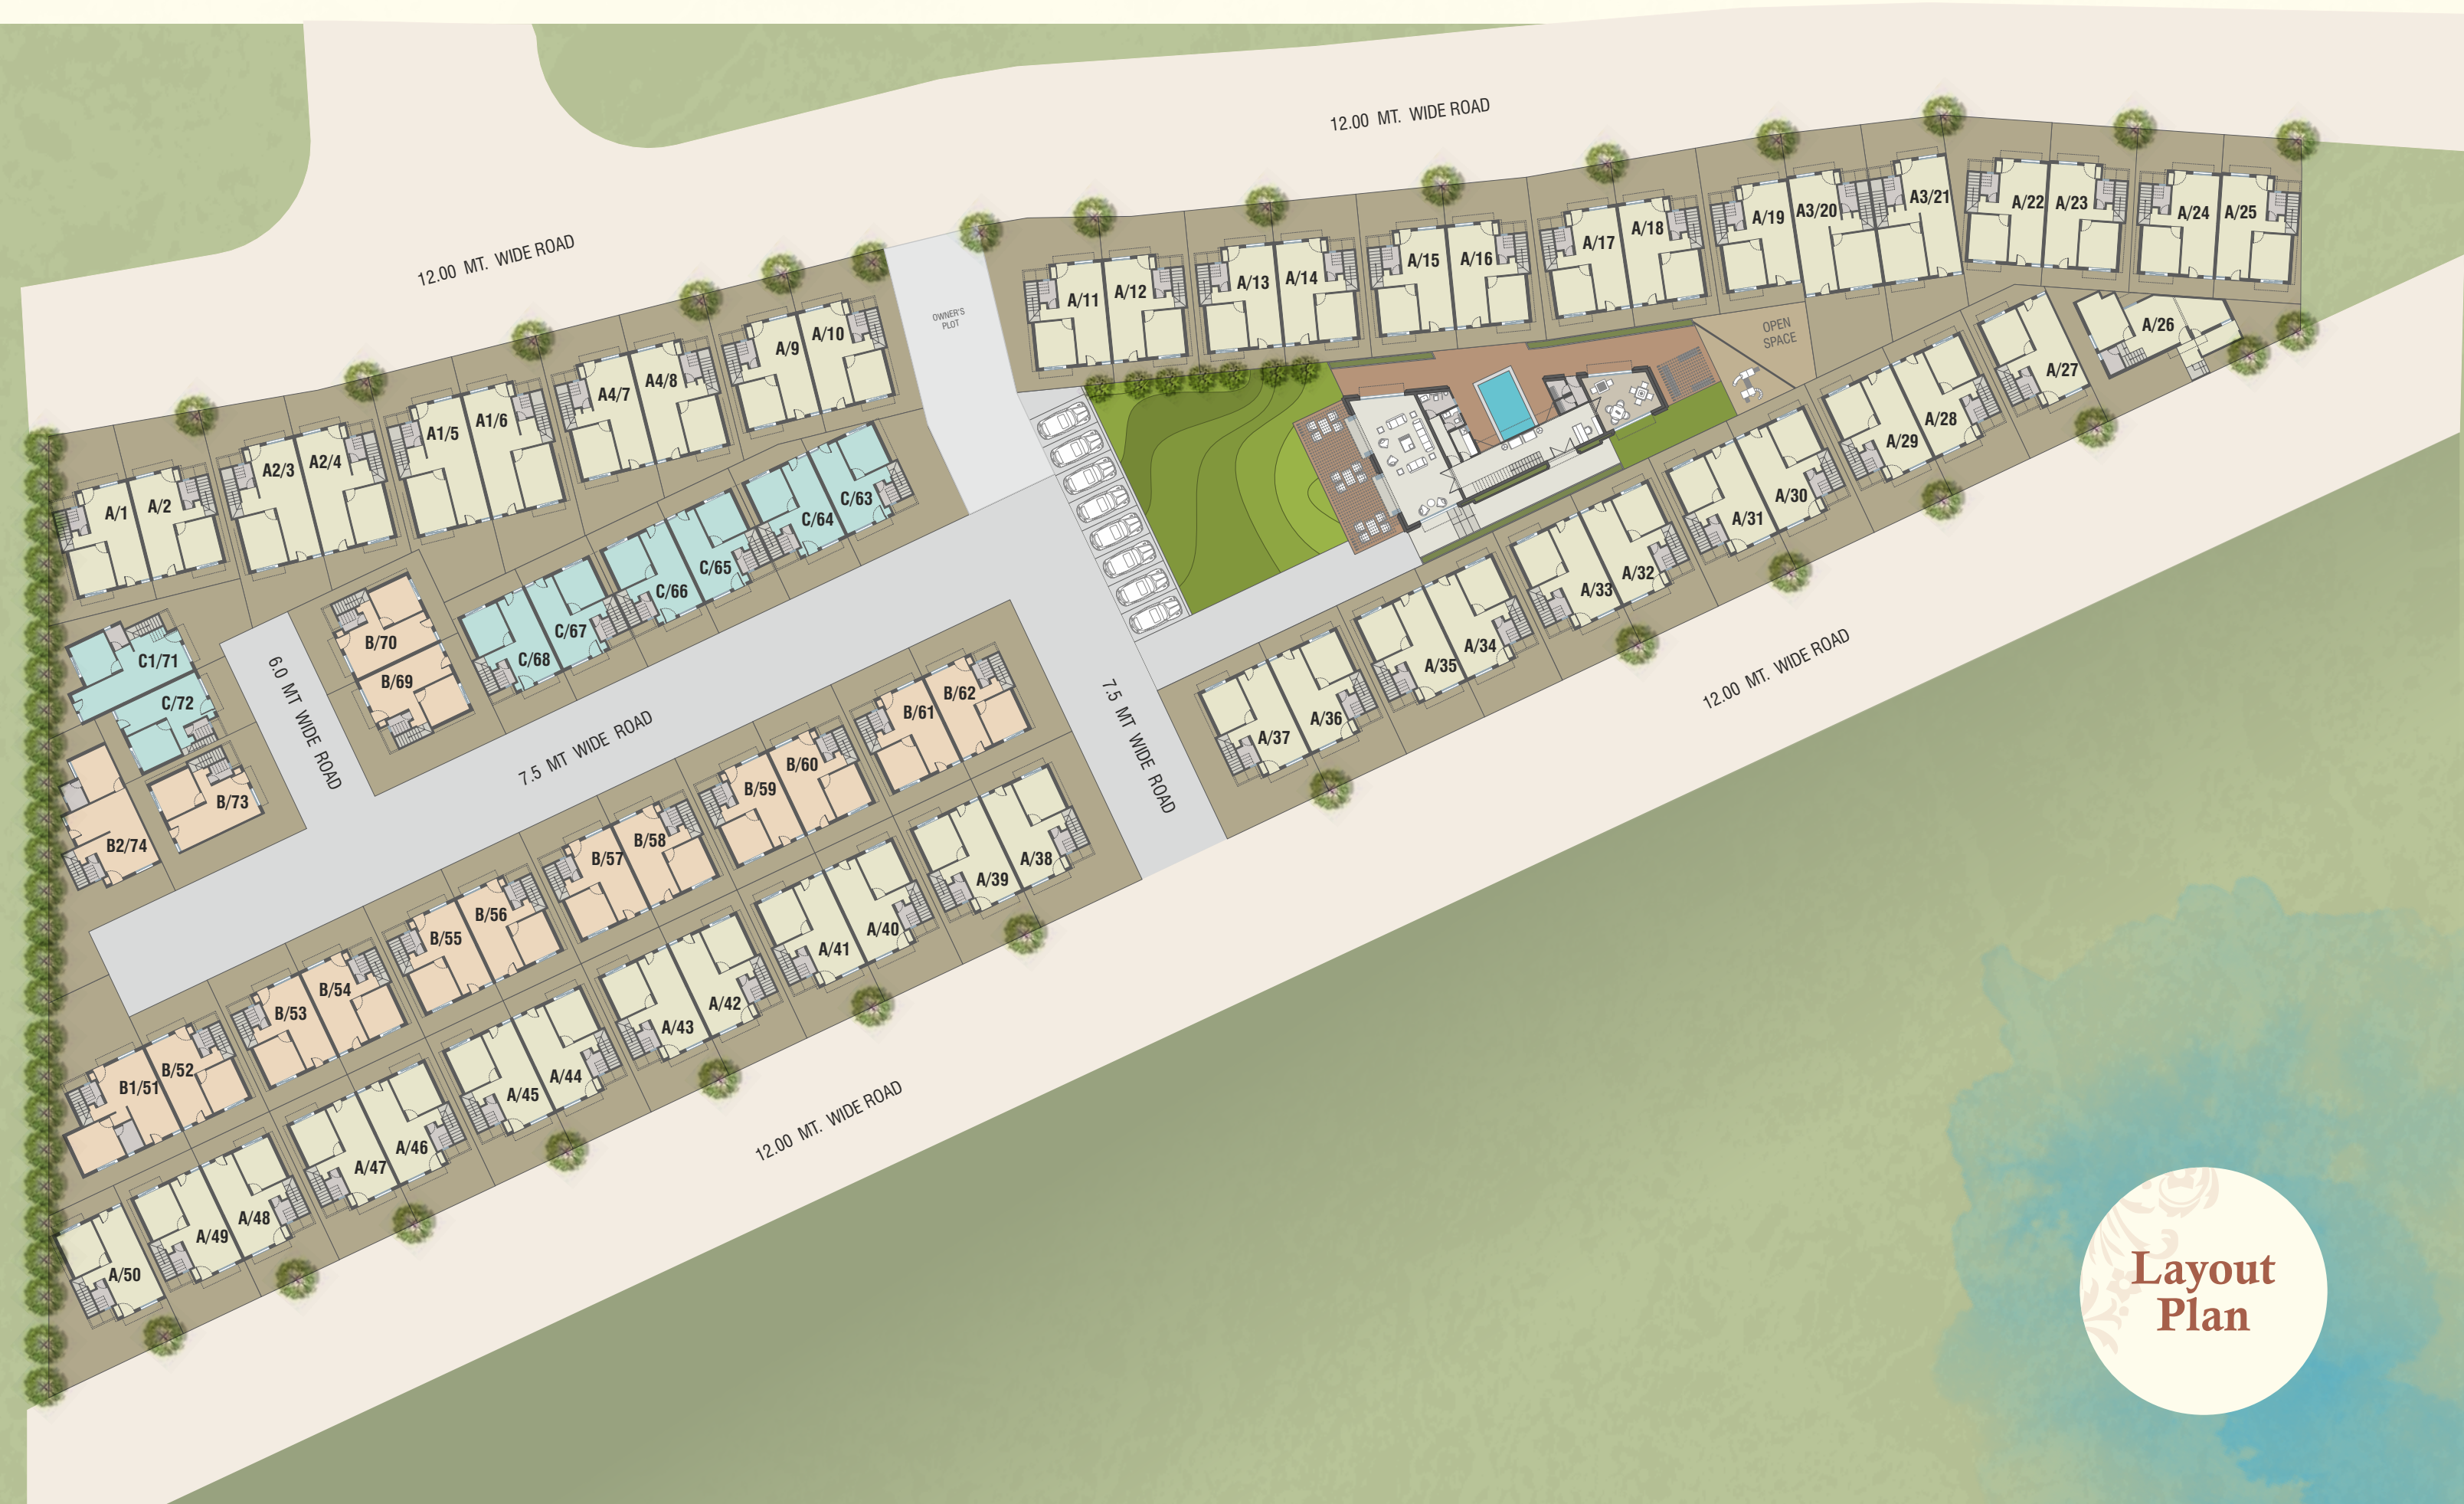 12.00 MT. WIDE ROAD
12.00 MT. WIDE ROAD
OWNER'S
PLOT
A/1
A/2
A2/3
A2/4
A1/5
A1/6
A4/7
A4/8
A/9
A/10
A/11
A/12
A/13
A/14
A/15
A/16
A/17
A/18
A/19
A3/20
A3/21
A/22
A/23
A/24
A/25
OPEN
SPACE
A/26
A/27
A/28
A/29
A/30
A/31
A/32
A/33
A/34
A/35
A/36
A/37
12.00 MT. WIDE ROAD
C/63
C/64
C/65
C/66
C/67
C/68
B/70
B/69
6.0 MT WIDE ROAD
C1/71
C/72
B/73
B2/74
7.5 MT WIDE ROAD
7.5 MT WIDE ROAD
B/62
B/61
B/60
B/59
B/58
B/57
B/56
B/55
B/54
B/53
B/52
B1/51
A/38
A/39
A/40
A/41
A/42
A/43
A/44
A/45
A/46
A/47
A/48
A/49
A/50
12.00 MT. WIDE ROAD
Layout
Plan